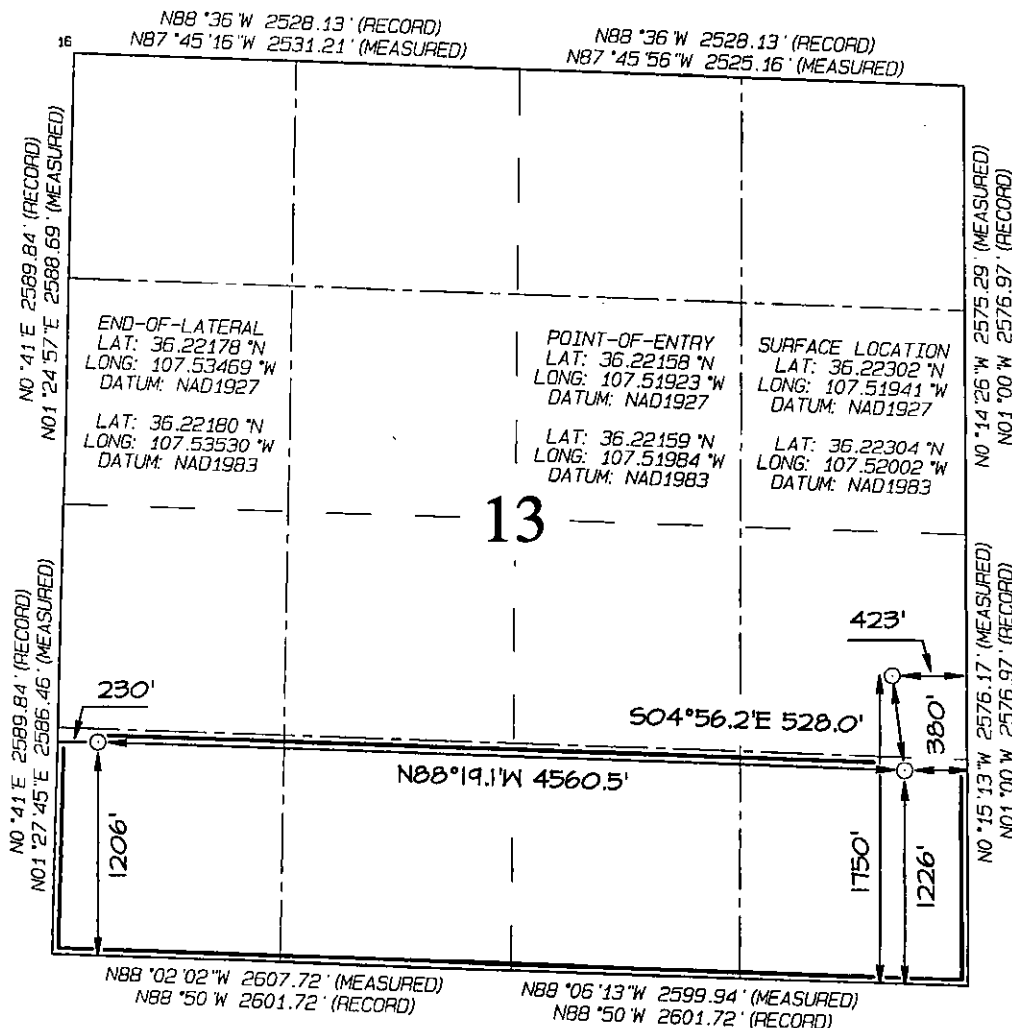 N88°36'W 2528.13' (RECORD)
N87°45'16"W 2531.21' (MEASURED)
N88°36'W 2528.13' (RECORD)
N87°45'56"W 2525.16' (MEASURED)
16
N0°41'E 2589.84' (RECORD)
N01°24'57"E 2588.69' (MEASURED)
N0°14'26"W 2575.29' (MEASURED)
N01°00'W 2576.97' (RECORD)
END-OF-LATERAL
LAT: 36.22178°N
LONG: 107.53469°W
DATUM: NAD1927
LAT: 36.22180°N
LONG: 107.53530°W
DATUM: NAD1983
POINT-OF-ENTRY
LAT: 36.22158°N
LONG: 107.51923°W
DATUM: NAD1927
LAT: 36.22159°N
LONG: 107.51984°W
DATUM: NAD1983
SURFACE LOCATION
LAT: 36.22302°N
LONG: 107.51941°W
DATUM: NAD1927
LAT: 36.22304°N
LONG: 107.52002°W
DATUM: NAD1983
13
N0°41'E 2589.84' (RECORD)
N01°27'45"E 2586.46' (MEASURED)
N0°15'13"W 2576.17' (MEASURED)
N01°00'W 2576.97' (RECORD)
423'
230'
S04°56.2'E 528.0'
380'
N88°19.1'W 4560.5'
1206'
1750'
1226'
N88°02'02"W 2607.72' (MEASURED)
N88°50'W 2601.72' (RECORD)
N88°06'13"W 2599.94' (MEASURED)
N88°50'W 2601.72' (RECORD)